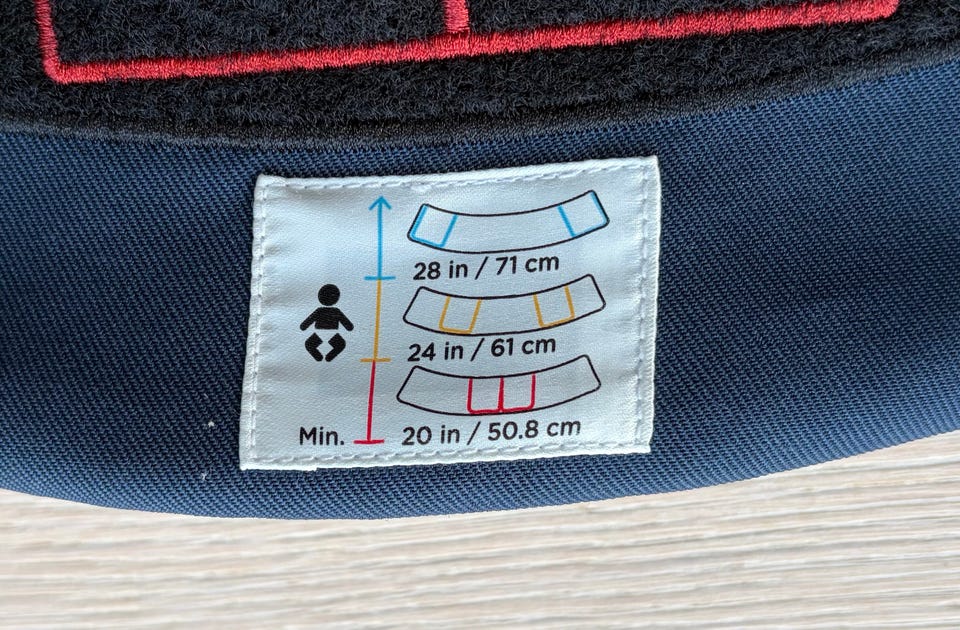 28 in / 71 cm
24 in / 61 cm
Min. 20 in / 50.8 cm